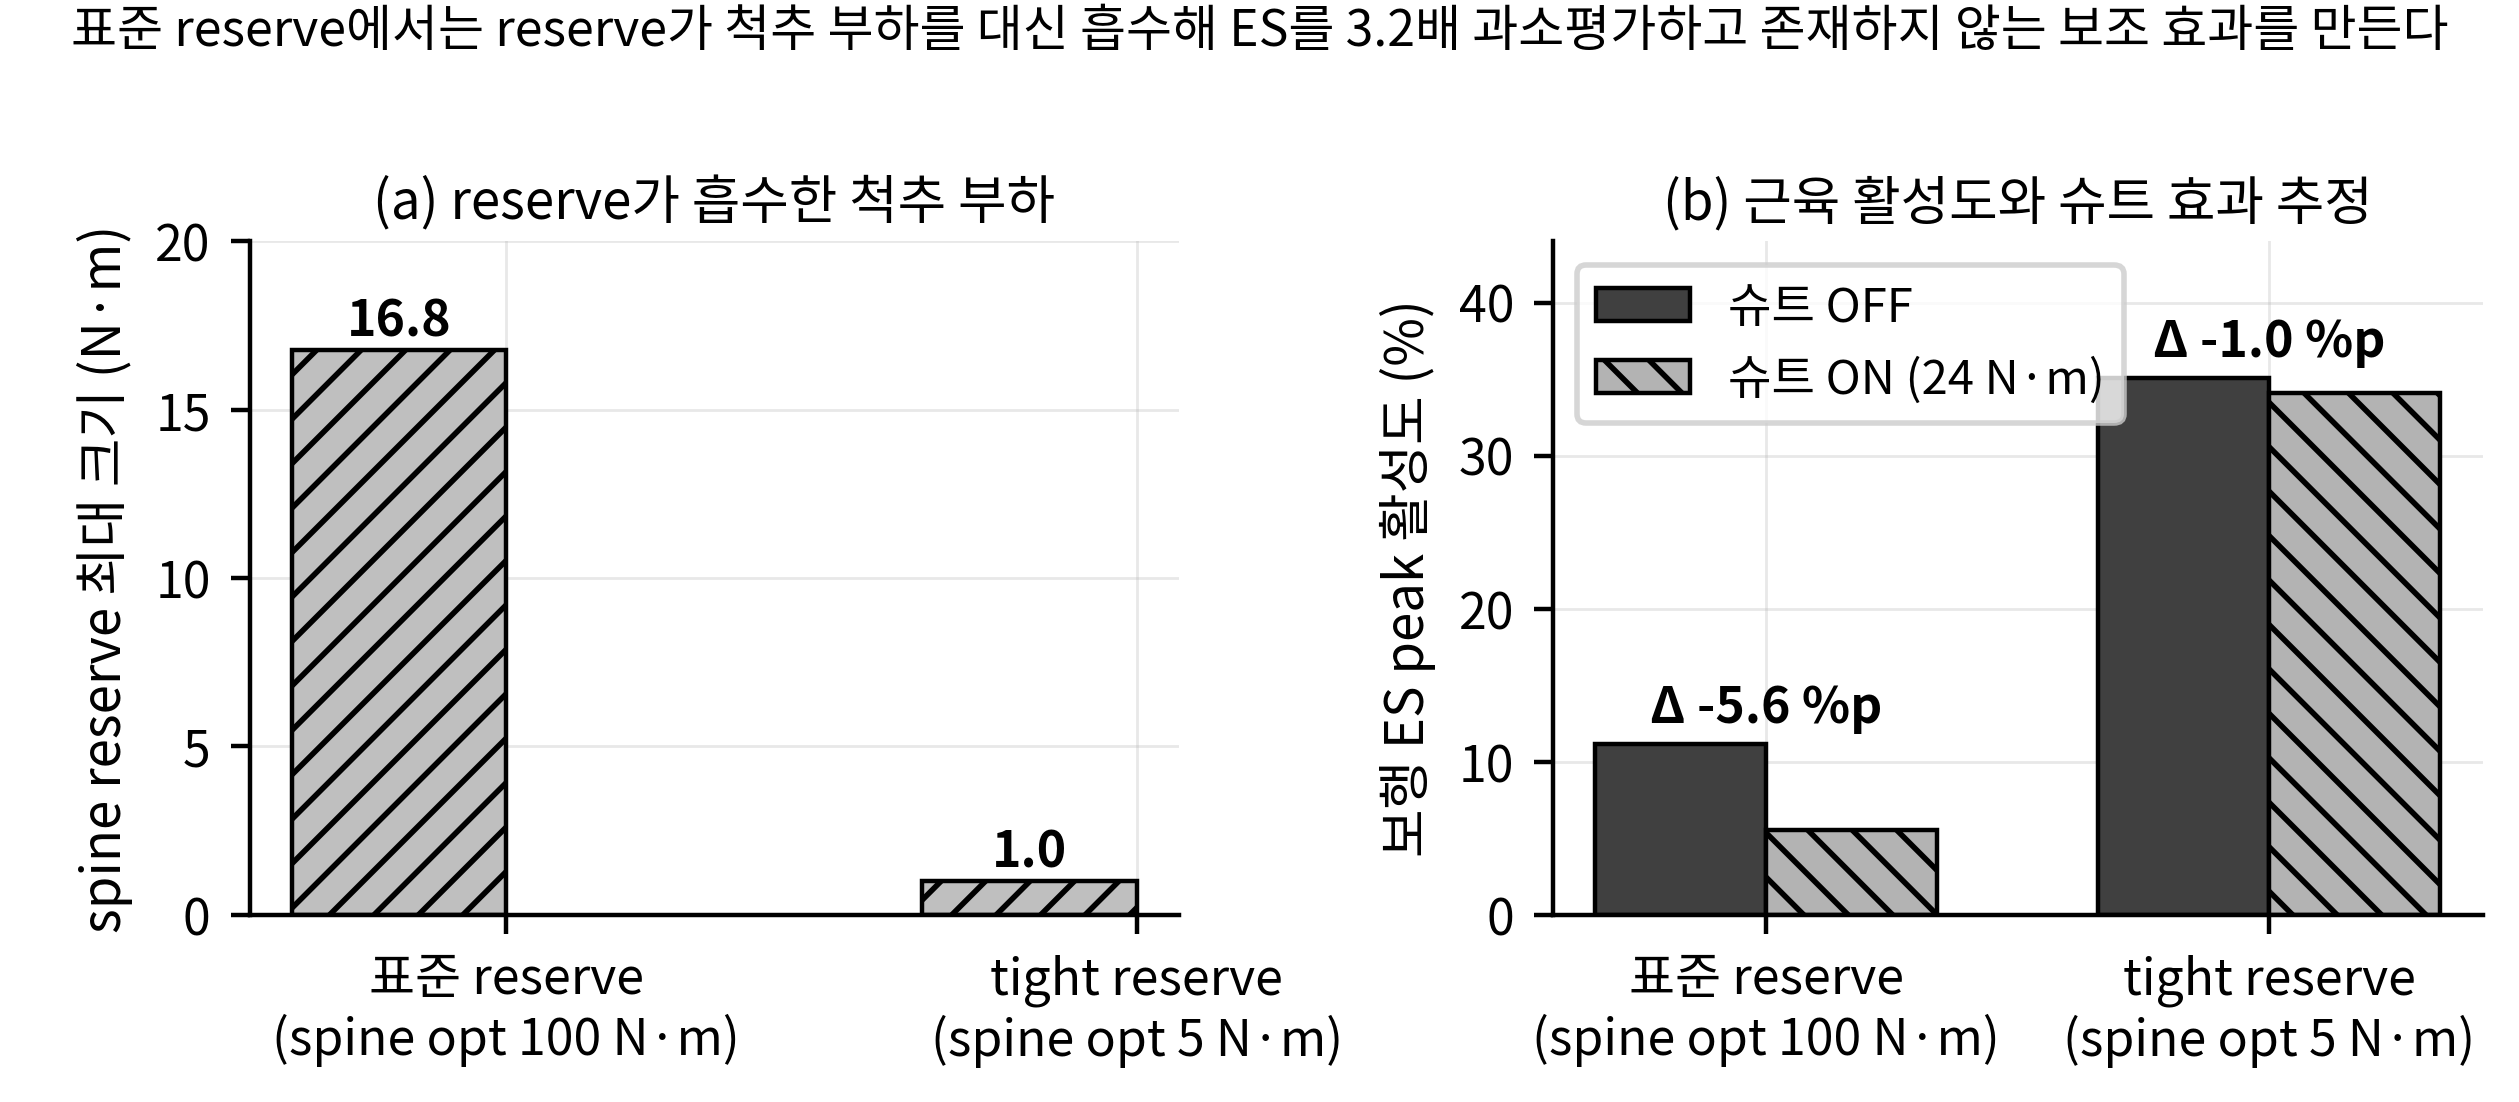 표준 reserve에서는 reserve가 척추 부하를 대신 흡수해 ES를 3.2배 과소평가하고 존재하지 않는 보조 효과를 만든다
(a) reserve가 흡수한 척추 부하
spine reserve 최대 크기 (N·m)
20
15
10
5
0
16.8
1.0
표준 reserve
(spine opt 100 N·m)
tight reserve
(spine opt 5 N·m)
(b) 근육 활성도와 슈트 효과 추정
보행 ES peak 활성도 (%)
40
30
20
10
0
슈트 OFF
슈트 ON (24 N·m)
Δ -5.6 %p
Δ -1.0 %p
표준 reserve
(spine opt 100 N·m)
tight reserve
(spine opt 5 N·m)